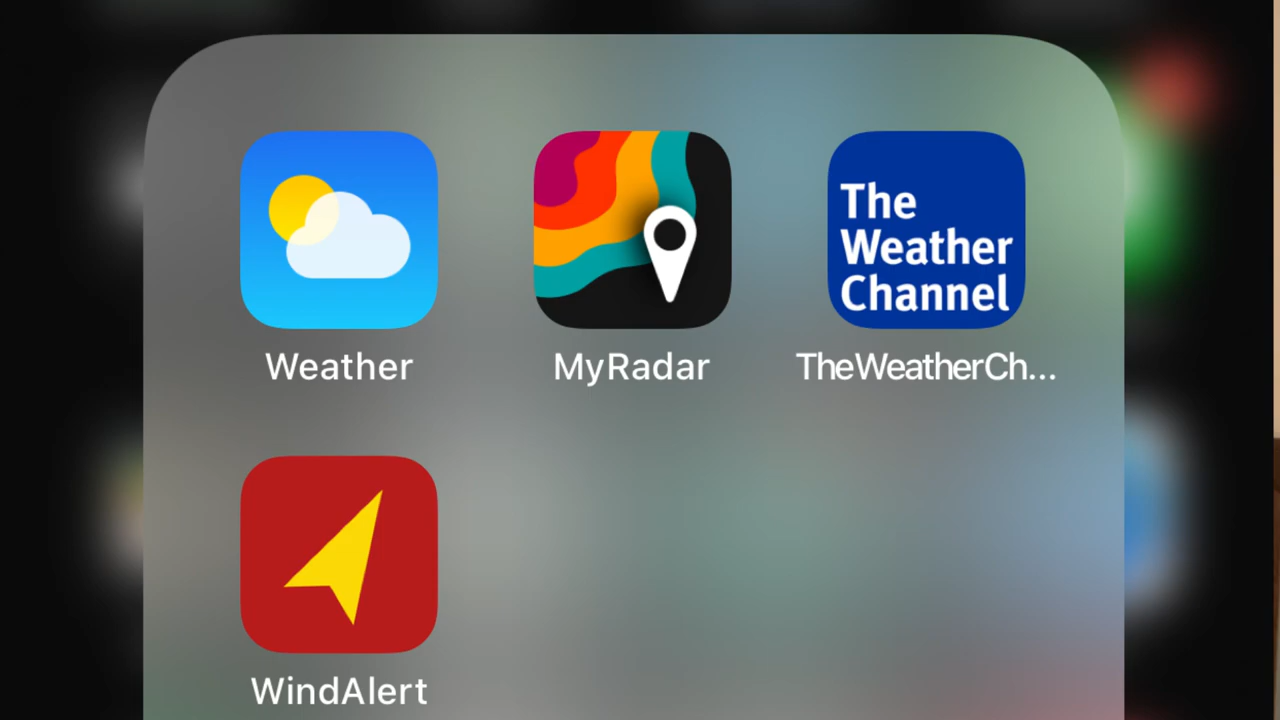 The
Weather
Channel
Weather
MyRadar
TheWeatherCh...
WindAlert